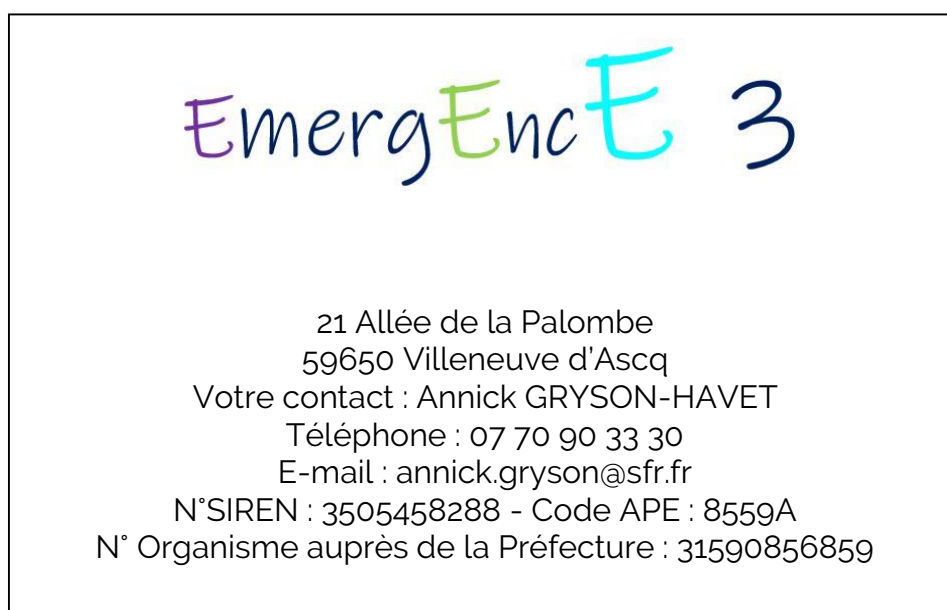 EmergEncE 3
21 Allée de la Palombe
59650 Villeneuve d'Ascq
Votre contact : Annick GRYSON-HAVET
Téléphone : 07 70 90 33 30
E-mail : annick.gryson@sfr.fr
N°SIREN : 3505458288 - Code APE : 8559A
N° Organisme auprès de la Préfecture : 31590856859